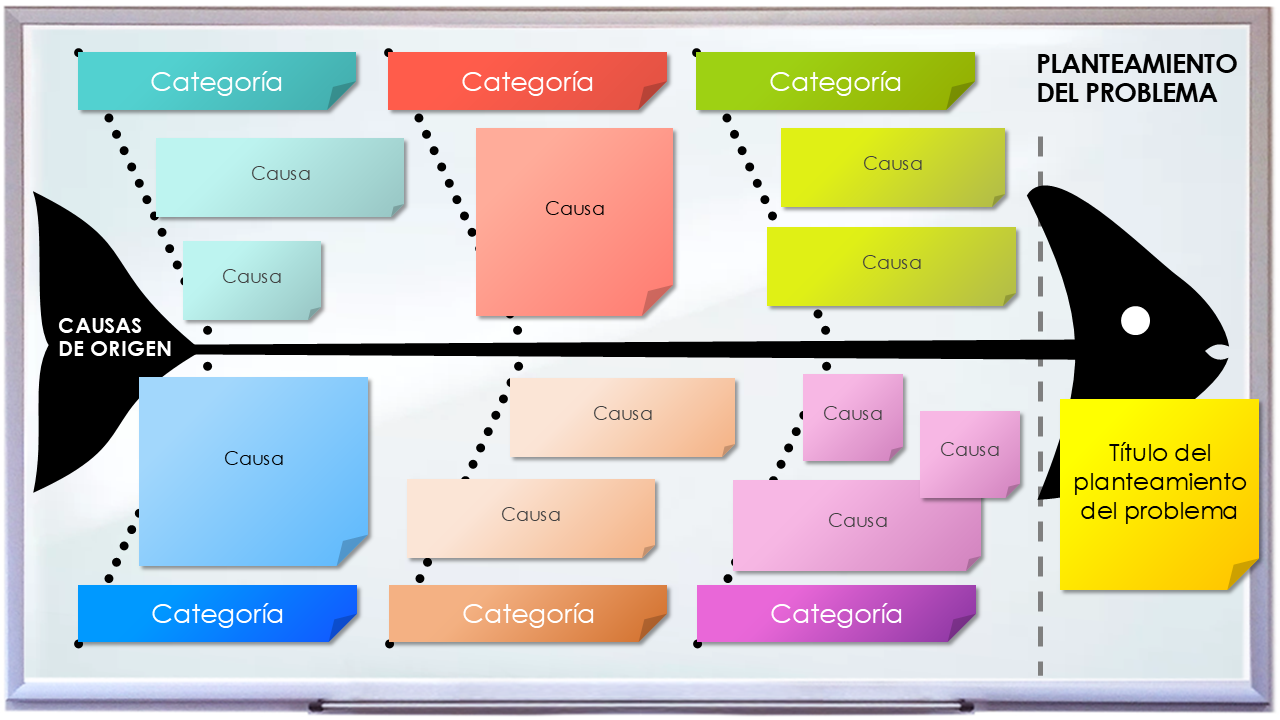 Categoría
Categoría
Categoría
PLANTEAMIENTO
DEL PROBLEMA
Causa
Causa
Causa
Causa
Causa
CAUSAS
DE ORIGEN
Causa
Causa
Causa
Causa
Causa
Causa
Título del
planteamiento
del problema
Categoría
Categoría
Categoría